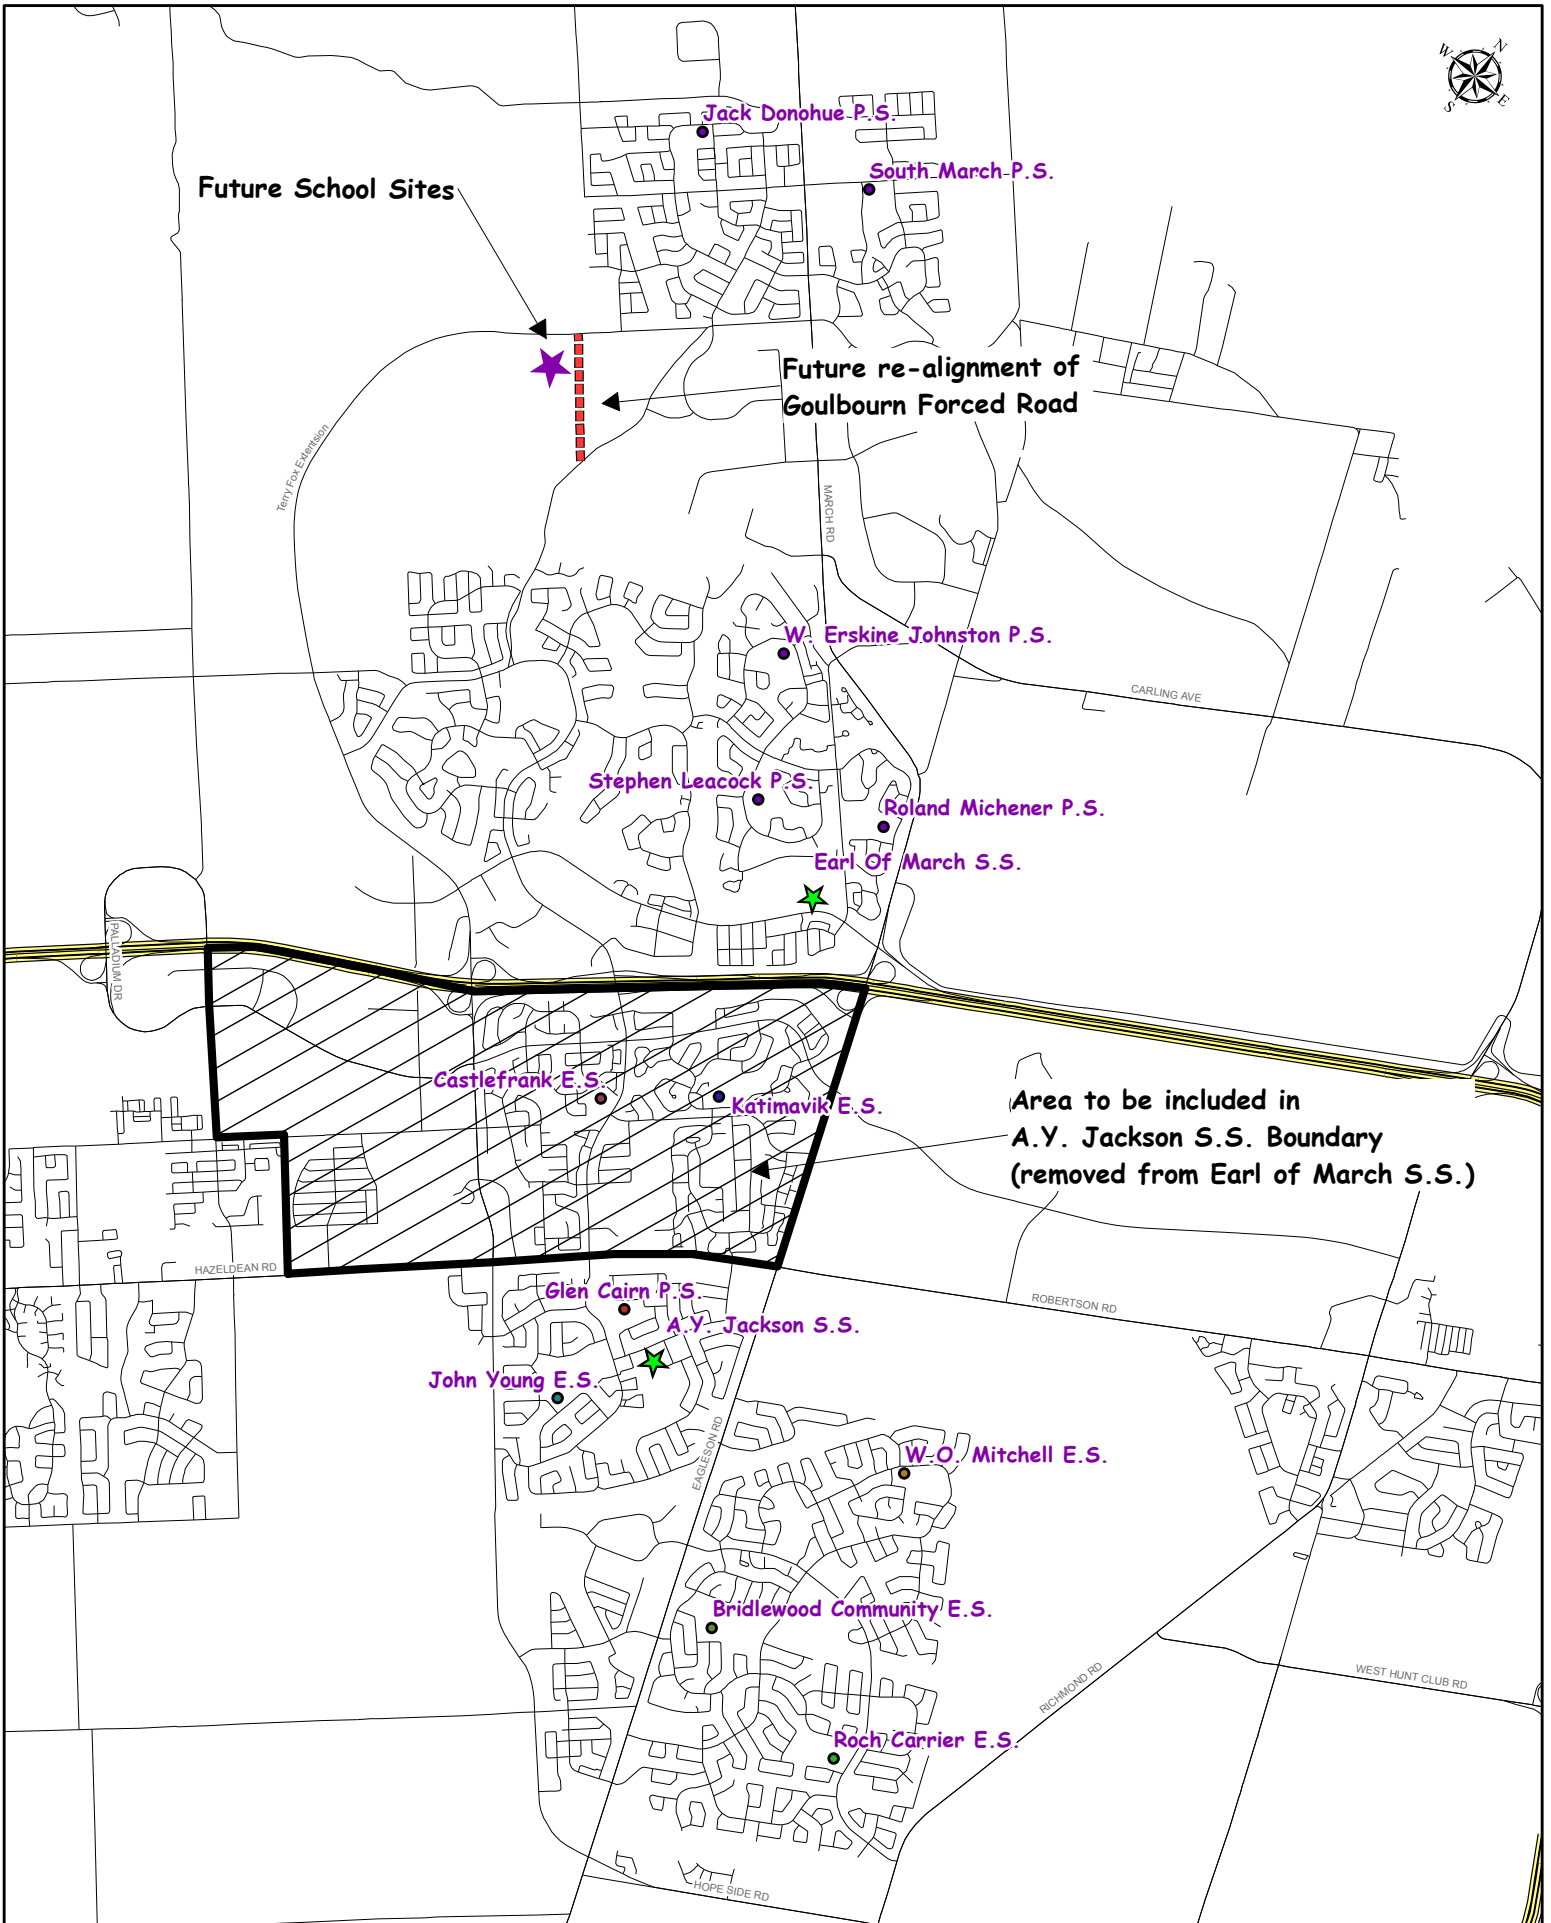 W
N
S
E
Jack Donohue P.S.
South March P.S.
Future School Sites
Future re-alignment of
Goulbourn Forced Road
Terry Fox Extentsion
MARCH RD
W. Erskine Johnston P.S.
CARLING AVE
Stephen Leacock P.S.
Roland Michener P.S.
Earl Of March S.S.
PALLADIUM DR
Castlefrank E.S.
Katimavik E.S.
Area to be included in
A.Y. Jackson S.S. Boundary
(removed from Earl of March S.S.)
HAZELDEAN RD
Glen Cairn P.S.
ROBERTSON RD
A.Y. Jackson S.S.
John Young E.S.
EAGLESON RD
W.O. Mitchell E.S.
Bridlewood Community E.S.
RICHMOND RD
WEST HUNT CLUB RD
Roch Carrier E.S.
HOPE SIDE RD